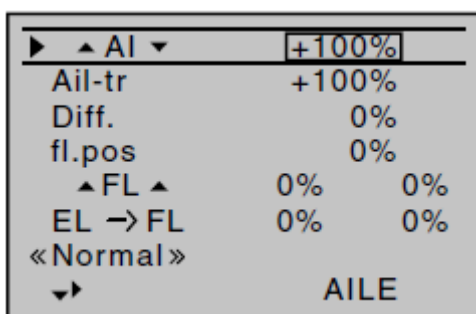 ▶ ▲ AI ▼ +100%
Ail-tr +100%
Diff. 0%
fl.pos 0%
▲ FL ▲ 0% 0%
EL → FL 0% 0%
«Normal»
▼▶ AILE